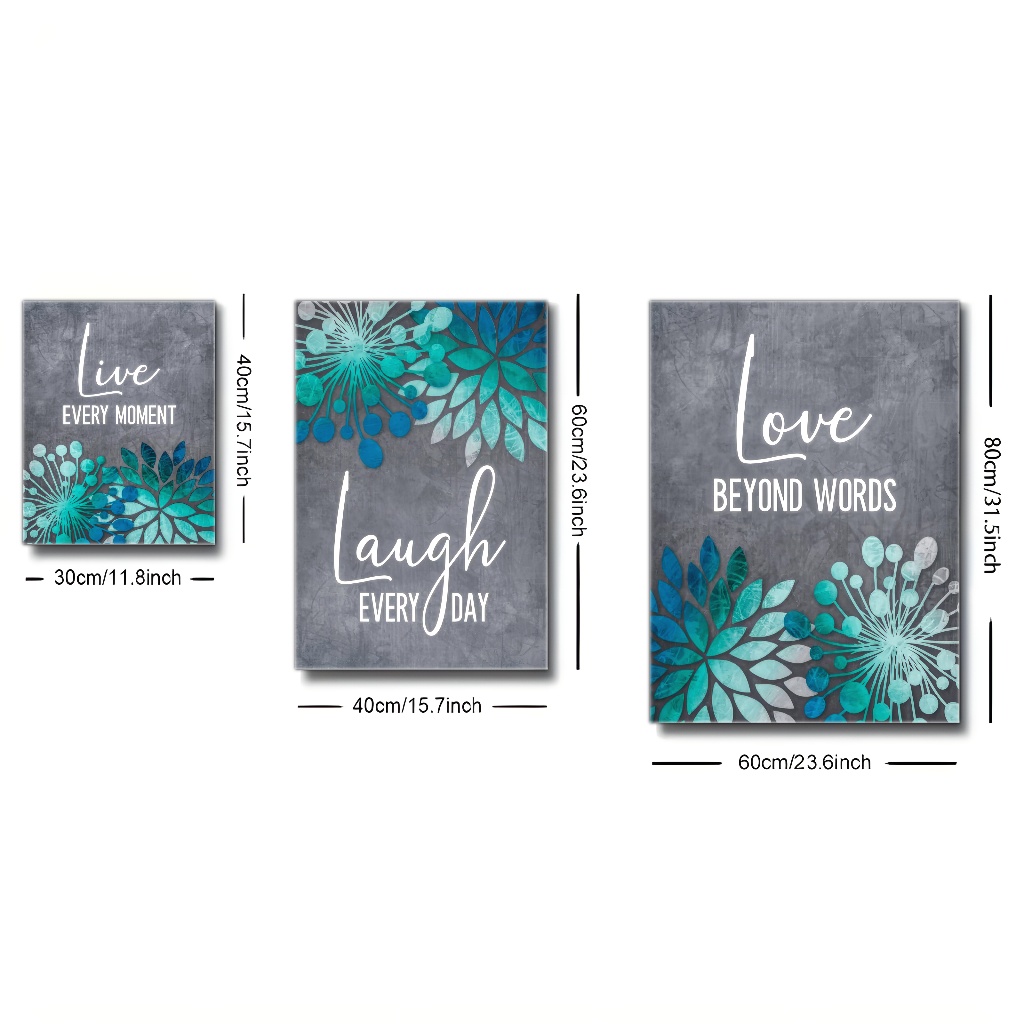 Live
EVERY MOMENT
40cm/15.7inch
30cm/11.8inch
Laugh
EVERY DAY
60cm/23.6inch
40cm/15.7inch
Love
BEYOND WORDS
80cm/31.5inch
60cm/23.6inch